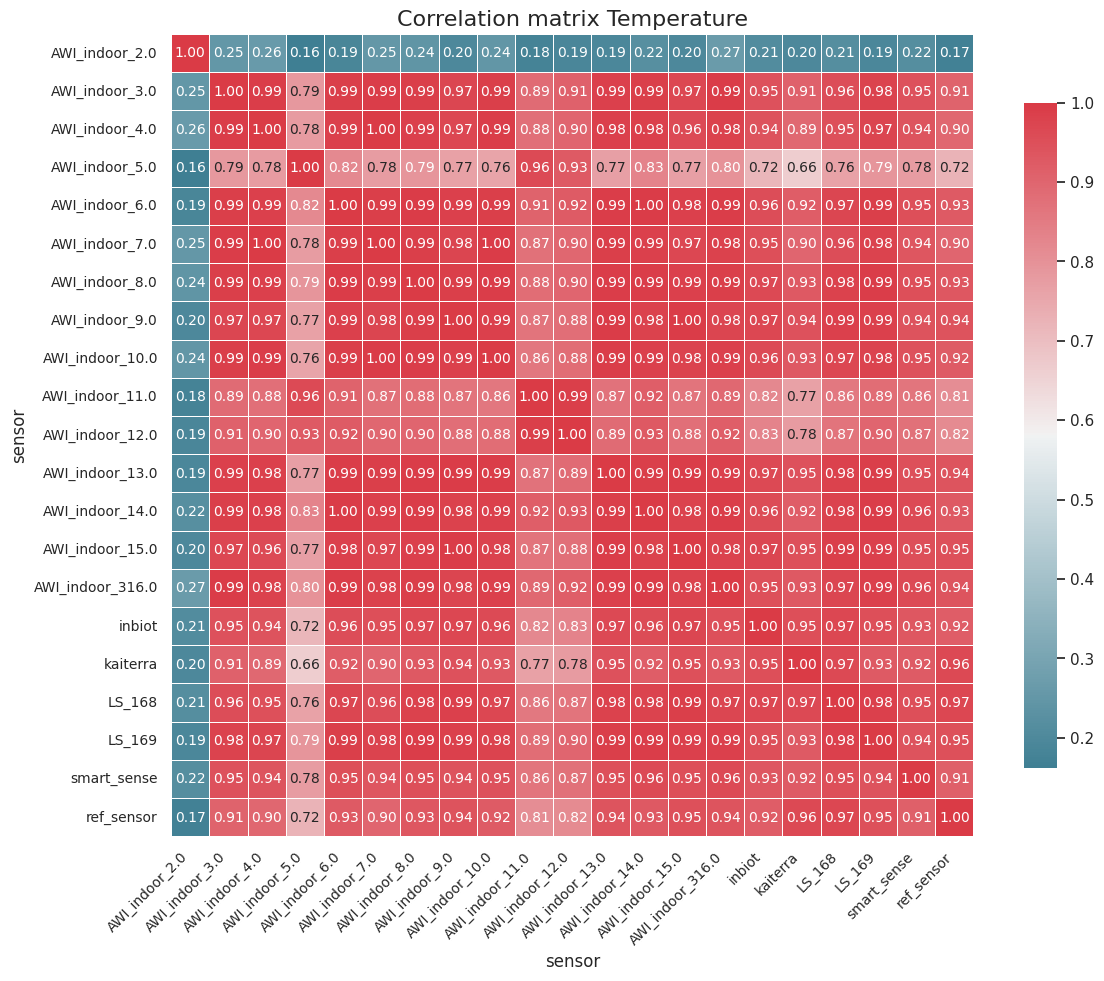 Correlation matrix Temperature
AWI_indoor_2.0 1.00 0.25 0.26 0.16 0.19 0.25 0.24 0.20 0.24 0.18 0.19 0.19 0.22 0.20 0.27 0.21 0.20 0.21 0.19 0.22 0.17
AWI_indoor_3.0 0.25 1.00 0.99 0.79 0.99 0.99 0.99 0.97 0.99 0.89 0.91 0.99 0.99 0.97 0.99 0.95 0.91 0.96 0.98 0.95 0.91
AWI_indoor_4.0 0.26 0.99 1.00 0.78 0.99 1.00 0.99 0.97 0.99 0.88 0.90 0.98 0.98 0.96 0.98 0.94 0.89 0.95 0.97 0.94 0.90
AWI_indoor_5.0 0.16 0.79 0.78 1.00 0.82 0.78 0.79 0.77 0.76 0.96 0.93 0.77 0.83 0.77 0.80 0.72 0.66 0.76 0.79 0.78 0.72
AWI_indoor_6.0 0.19 0.99 0.99 0.82 1.00 0.99 0.99 0.99 0.99 0.91 0.92 0.99 1.00 0.98 0.99 0.96 0.92 0.97 0.99 0.95 0.93
AWI_indoor_7.0 0.25 0.99 1.00 0.78 0.99 1.00 0.99 0.98 1.00 0.87 0.90 0.99 0.99 0.97 0.98 0.95 0.90 0.96 0.98 0.94 0.90
AWI_indoor_8.0 0.24 0.99 0.99 0.79 0.99 0.99 1.00 0.99 0.99 0.88 0.90 0.99 0.99 0.99 0.99 0.97 0.93 0.98 0.99 0.95 0.93
AWI_indoor_9.0 0.20 0.97 0.97 0.77 0.99 0.98 0.99 1.00 0.99 0.87 0.88 0.99 0.98 1.00 0.98 0.97 0.94 0.99 0.99 0.94 0.94
AWI_indoor_10.0 0.24 0.99 0.99 0.76 0.99 1.00 0.99 0.99 1.00 0.86 0.88 0.99 0.99 0.98 0.99 0.96 0.93 0.97 0.98 0.95 0.92
AWI_indoor_11.0 0.18 0.89 0.88 0.96 0.91 0.87 0.88 0.87 0.86 1.00 0.99 0.87 0.92 0.87 0.89 0.82 0.77 0.86 0.89 0.86 0.81
AWI_indoor_12.0 0.19 0.91 0.90 0.93 0.92 0.90 0.90 0.88 0.88 0.99 1.00 0.89 0.93 0.88 0.92 0.83 0.78 0.87 0.90 0.87 0.82
AWI_indoor_13.0 0.19 0.99 0.98 0.77 0.99 0.99 0.99 0.99 0.99 0.87 0.89 1.00 0.99 0.99 0.99 0.97 0.95 0.98 0.99 0.95 0.94
AWI_indoor_14.0 0.22 0.99 0.98 0.83 1.00 0.99 0.99 0.98 0.99 0.92 0.93 0.99 1.00 0.98 0.99 0.96 0.92 0.98 0.99 0.96 0.93
AWI_indoor_15.0 0.20 0.97 0.96 0.77 0.98 0.97 0.99 1.00 0.98 0.87 0.88 0.99 0.98 1.00 0.98 0.97 0.95 0.99 0.99 0.95 0.95
AWI_indoor_316.0 0.27 0.99 0.98 0.80 0.99 0.98 0.99 0.98 0.99 0.89 0.92 0.99 0.99 0.98 1.00 0.95 0.93 0.97 0.99 0.96 0.94
inbiot 0.21 0.95 0.94 0.72 0.96 0.95 0.97 0.97 0.96 0.82 0.83 0.97 0.96 0.97 0.95 1.00 0.95 0.97 0.95 0.93 0.92
kaiterra 0.20 0.91 0.89 0.66 0.92 0.90 0.93 0.94 0.93 0.77 0.78 0.95 0.92 0.95 0.93 0.95 1.00 0.97 0.93 0.92 0.96
LS_168 0.21 0.96 0.95 0.76 0.97 0.96 0.98 0.99 0.97 0.86 0.87 0.98 0.98 0.99 0.97 0.97 0.97 1.00 0.98 0.95 0.97
LS_169 0.19 0.98 0.97 0.79 0.99 0.98 0.99 0.99 0.98 0.89 0.90 0.99 0.99 0.99 0.99 0.95 0.93 0.98 1.00 0.94 0.95
smart_sense 0.22 0.95 0.94 0.78 0.95 0.94 0.95 0.94 0.95 0.86 0.87 0.95 0.96 0.95 0.96 0.93 0.92 0.95 0.94 1.00 0.91
ref_sensor 0.17 0.91 0.90 0.72 0.93 0.90 0.93 0.94 0.92 0.81 0.82 0.94 0.93 0.95 0.94 0.92 0.96 0.97 0.95 0.91 1.00
sensor
AWI_indoor_2.0
AWI_indoor_3.0
AWI_indoor_4.0
AWI_indoor_5.0
AWI_indoor_6.0
AWI_indoor_7.0
AWI_indoor_8.0
AWI_indoor_9.0
AWI_indoor_10.0
AWI_indoor_11.0
AWI_indoor_12.0
AWI_indoor_13.0
AWI_indoor_14.0
AWI_indoor_15.0
AWI_indoor_316.0
inbiot
kaiterra
LS_168
LS_169
smart_sense
ref_sensor
sensor
1.0
0.9
0.8
0.7
0.6
0.5
0.4
0.3
0.2